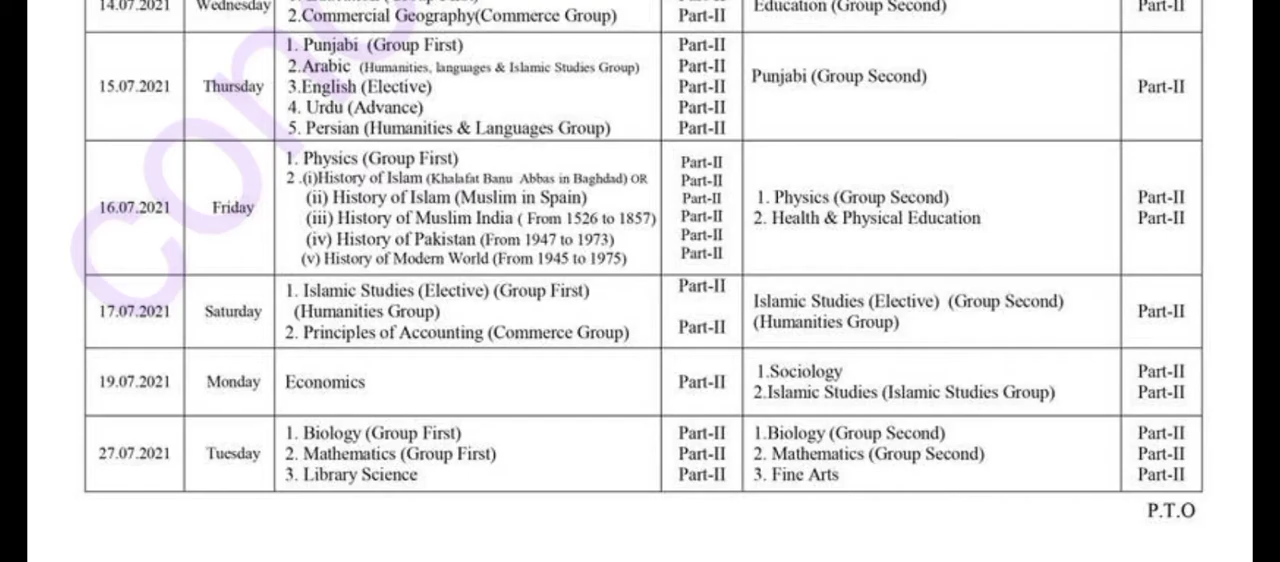 14.07.2021 Wednesday
2.Commercial Geography(Commerce Group) Part-II
Education (Group Second) Part-II
15.07.2021 Thursday
1. Punjabi (Group First) Part-II
2.Arabic (Humanities, languages & Islamic Studies Group) Part-II
3.English (Elective) Part-II
4. Urdu (Advance) Part-II
5. Persian (Humanities & Languages Group) Part-II
Punjabi (Group Second) Part-II
16.07.2021 Friday
1. Physics (Group First) Part-II
2 .(i)History of Islam (Khalafat Banu Abbas in Baghdad) OR Part-II
(ii) History of Islam (Muslim in Spain) Part-II
(iii) History of Muslim India ( From 1526 to 1857) Part-II
(iv) History of Pakistan (From 1947 to 1973) Part-II
(v) History of Modern World (From 1945 to 1975) Part-II
1. Physics (Group Second) Part-II
2. Health & Physical Education Part-II
17.07.2021 Saturday
1. Islamic Studies (Elective) (Group First) Part-II
(Humanities Group)
2. Principles of Accounting (Commerce Group) Part-II
Islamic Studies (Elective) (Group Second) Part-II
(Humanities Group)
19.07.2021 Monday
Economics Part-II
1.Sociology Part-II
2.Islamic Studies (Islamic Studies Group) Part-II
27.07.2021 Tuesday
1. Biology (Group First) Part-II
2. Mathematics (Group First) Part-II
3. Library Science Part-II
1.Biology (Group Second) Part-II
2. Mathematics (Group Second) Part-II
3. Fine Arts Part-II
P.T.O